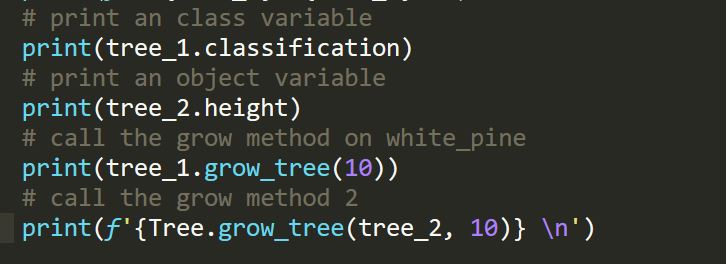 # print an class variable
print(tree_1.classification)
# print an object variable
print(tree_2.height)
# call the grow method on white_pine
print(tree_1.grow_tree(10))
# call the grow method 2
print(f'{Tree.grow_tree(tree_2, 10)} \n')